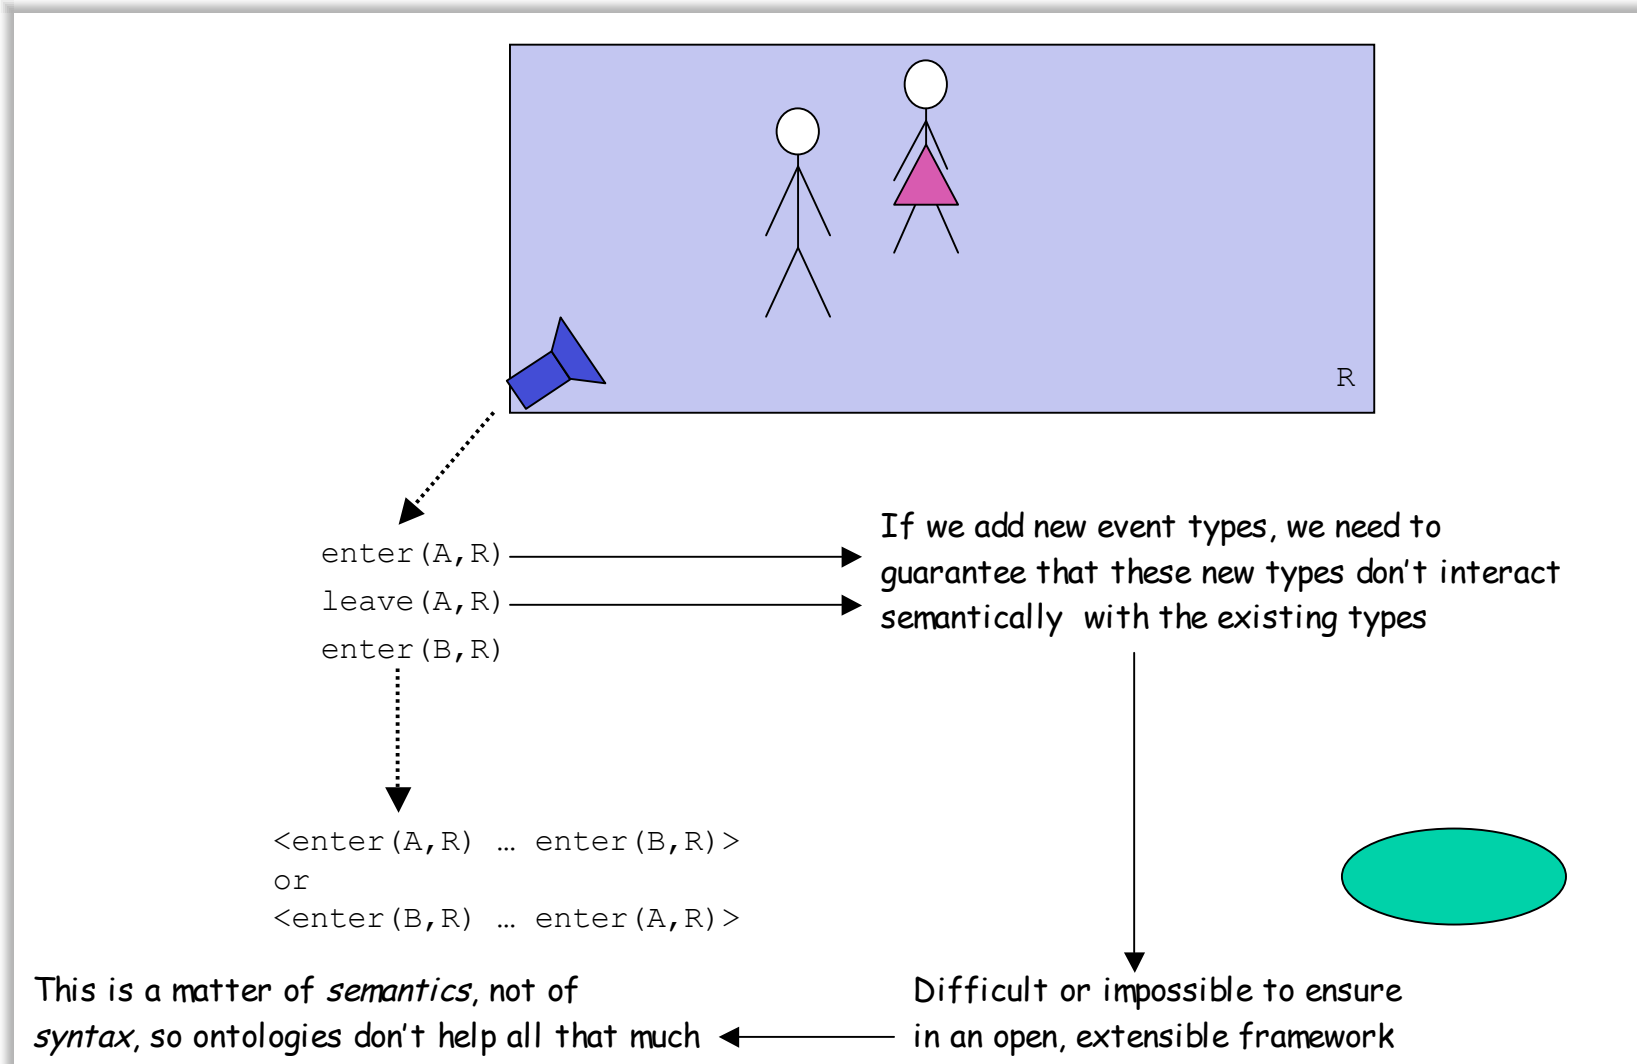 R
enter(A,R)
leave(A,R)
enter(B,R)
If we add new event types, we need to
guarantee that these new types don't interact
semantically with the existing types
<enter(A,R) … enter(B,R)>
or
<enter(B,R) … enter(A,R)>
Difficult or impossible to ensure
in an open, extensible framework
This is a matter of semantics, not of
syntax, so ontologies don't help all that much